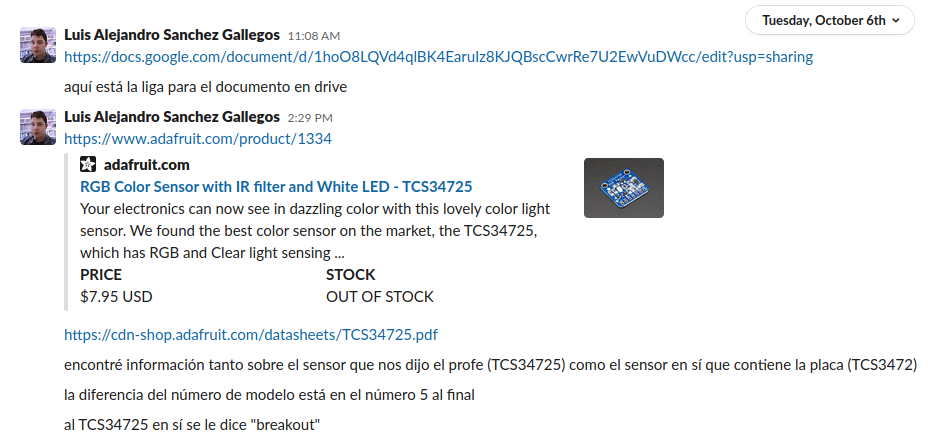 Tuesday, October 6th
Luis Alejandro Sanchez Gallegos 11:08 AM
https://docs.google.com/document/d/1hoO8LQVd4qlBK4EaruIz8KJQBscCwrRe7U2EwVuDWcc/edit?usp=sharing
aquí está la liga para el documento en drive
Luis Alejandro Sanchez Gallegos 2:29 PM
https://www.adafruit.com/product/1334
adafruit.com
RGB Color Sensor with IR filter and White LED - TCS34725
Your electronics can now see in dazzling color with this lovely color light
sensor. We found the best color sensor on the market, the TCS34725,
which has RGB and Clear light sensing ...
PRICE STOCK
$7.95 USD OUT OF STOCK
https://cdn-shop.adafruit.com/datasheets/TCS34725.pdf
encontré información tanto sobre el sensor que nos dijo el profe (TCS34725) como el sensor en sí que contiene la placa (TCS3472)
la diferencia del número de modelo está en el número 5 al final
al TCS34725 en sí se le dice "breakout"